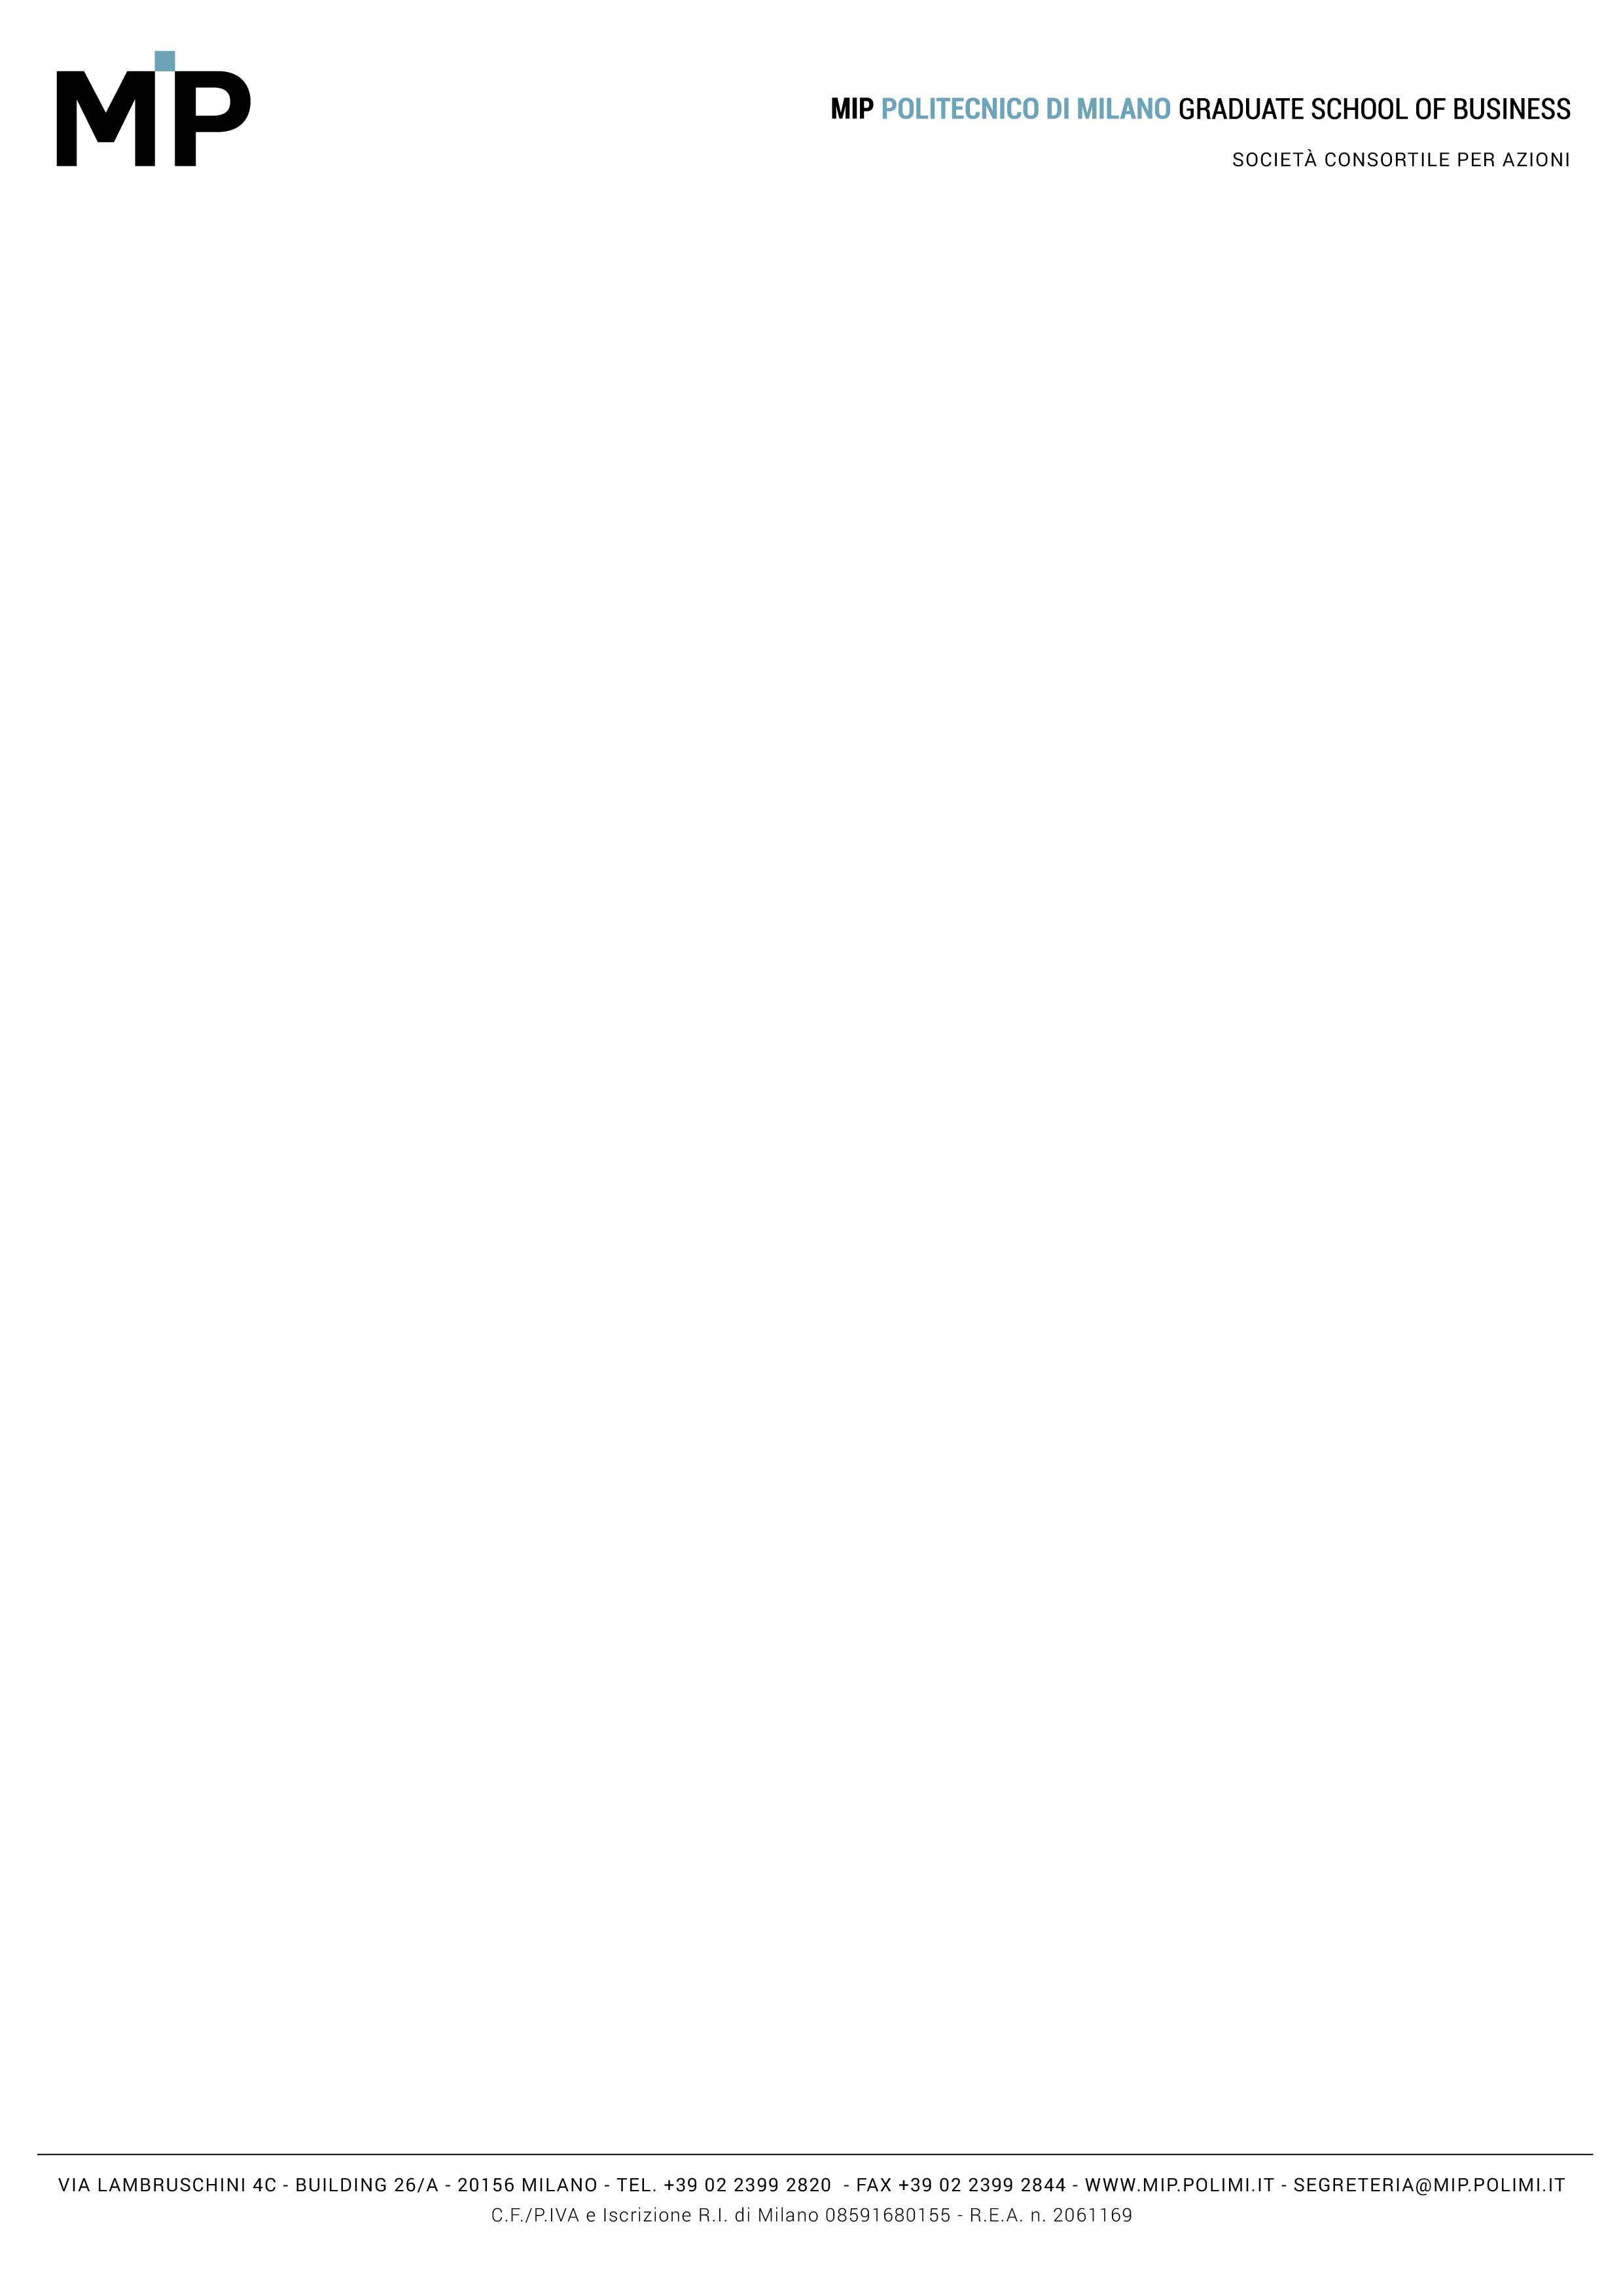 MIP
MIP POLITECNICO DI MILANO GRADUATE SCHOOL OF BUSINESS
SOCIETÀ CONSORTILE PER AZIONI
VIA LAMBRUSCHINI 4C - BUILDING 26/A - 20156 MILANO - TEL. +39 02 2399 2820 - FAX +39 02 2399 2844 - WWW.MIP.POLIMI.IT - SEGRETERIA@MIP.POLIMI.IT
C.F./P.IVA e Iscrizione R.I. di Milano 08591680155 - R.E.A. n. 2061169